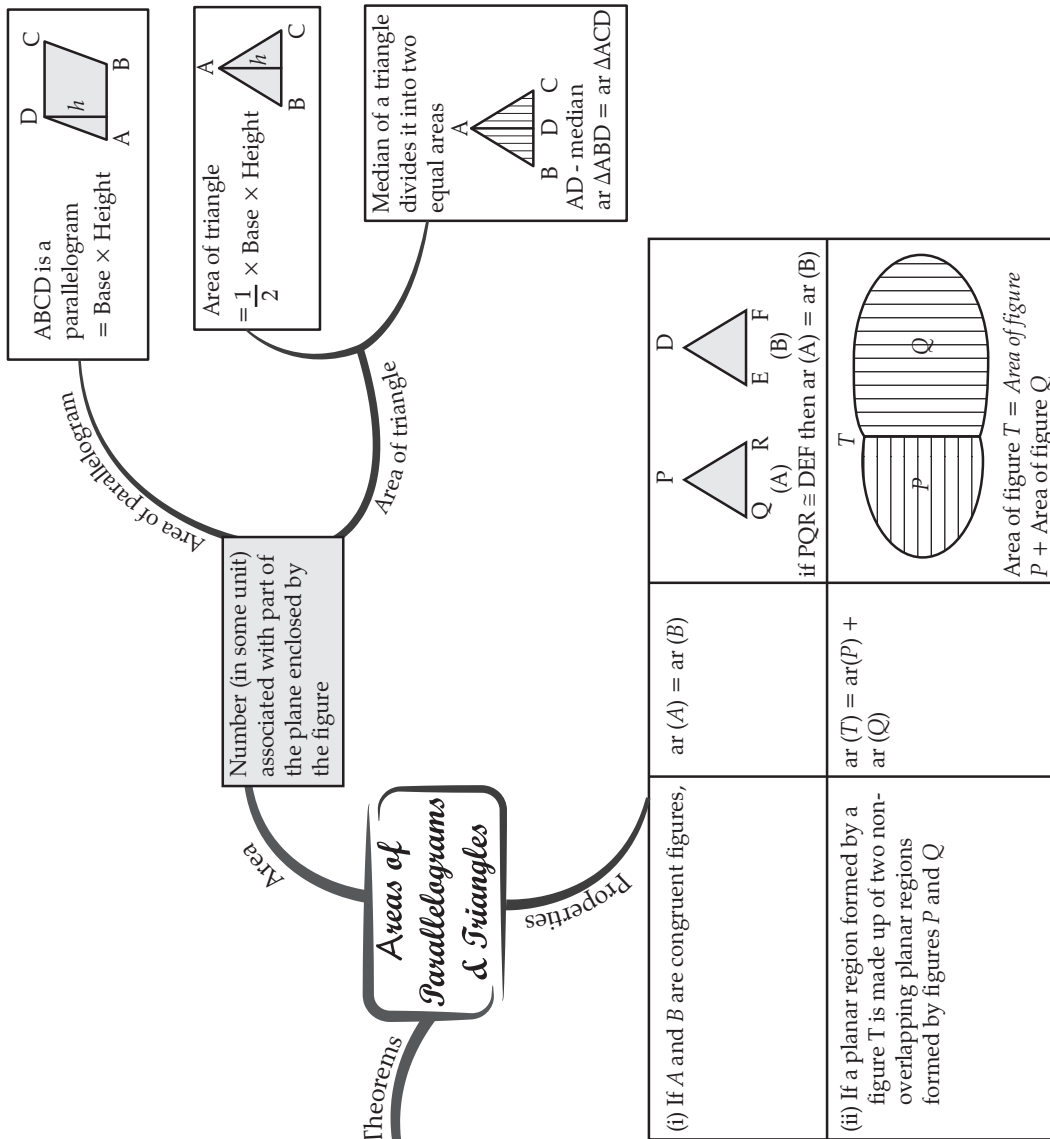 Areas of
Parallelograms
& Triangles
Theorems
Area
Number (in some unit)
associated with part of
the plane enclosed by
the figure
Area of parallelogram
ABCD is a
parallelogram
= Base × Height
D
C
h
A
B
Area of triangle
Area of triangle
= 1/2 × Base × Height
A
h
B
C
Median of a triangle
divides it into two
equal areas
A
B D C
AD - median
ar ΔABD = ar ΔACD
Properties
(i) If A and B are congruent figures,
ar (A) = ar (B)
P
D
Q
R
E
F
(A)
(B)
if PQR ≅ DEF then ar (A) = ar (B)
(ii) If a planar region formed by a
figure T is made up of two non-
overlapping planar regions
formed by figures P and Q
ar (T) = ar(P) +
ar (Q)
T
P
Q
Area of figure T = Area of figure
P + Area of figure Q